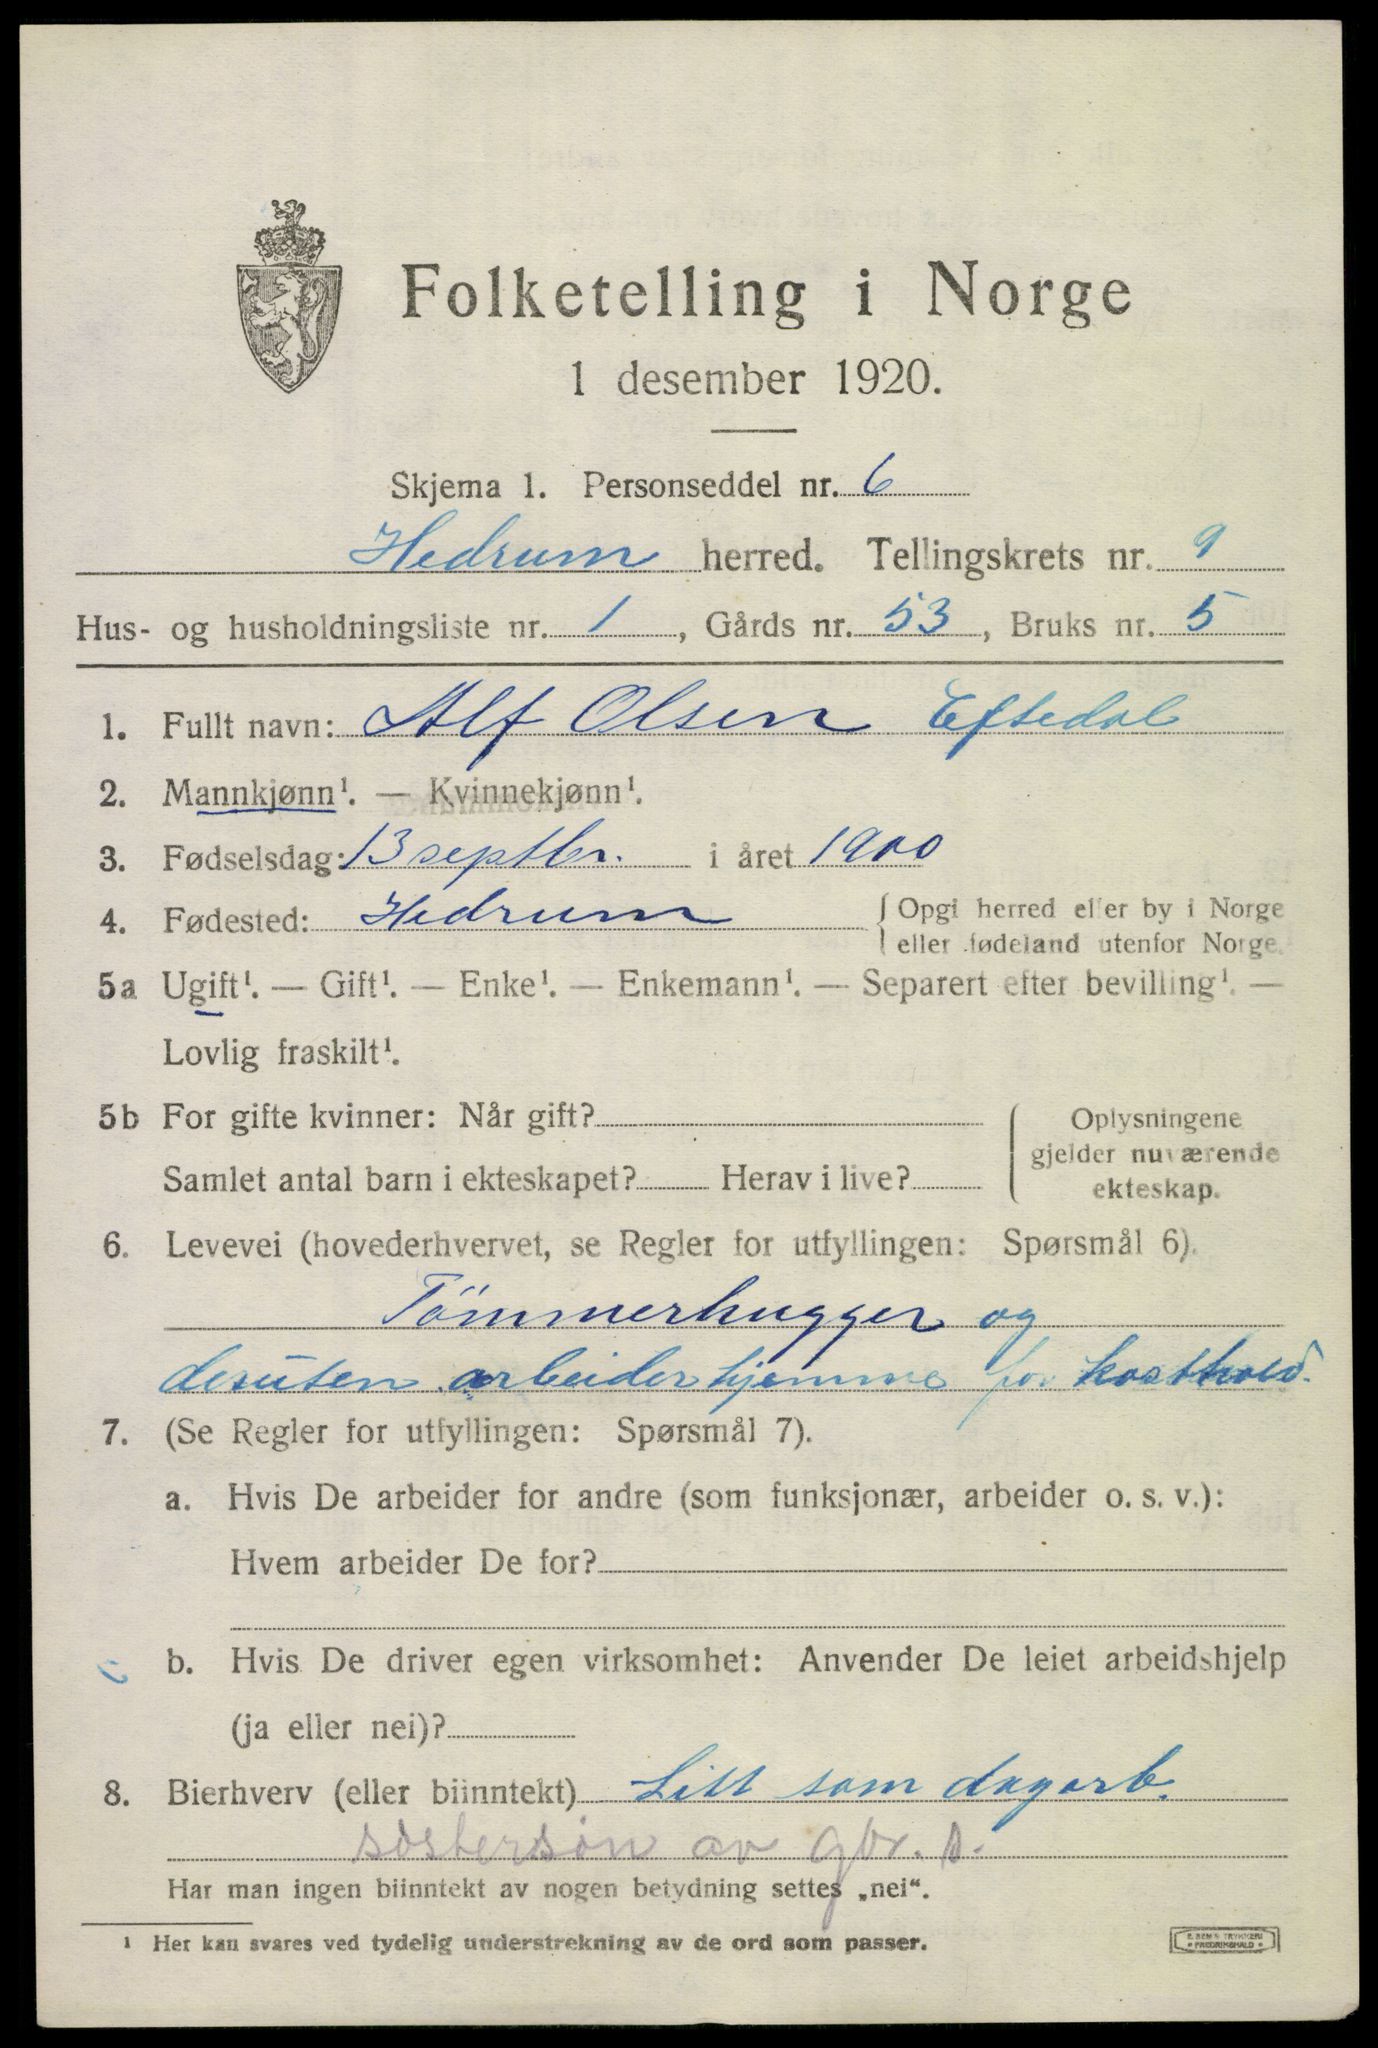 Folketelling i Norge
1 desember 1920.
Skjema 1. Personseddel nr. 6
Hedrum herred. Tellingskrets nr. 9
Hus- og husholdningsliste nr. 1, Gårds nr. 53, Bruks nr. 5
1. Fullt navn: Alf Olsen Eftedal
2. Mannkjønn¹. — Kvinnekjønn¹.
3. Fødselsdag: 13 septbr. i året 1900
4. Fødested: Hedrum { Opgi herred eller by i Norge
eller fødeland utenfor Norge.
5a Ugift¹. — Gift¹. — Enke¹. — Enkemann¹. — Separert efter bevilling¹. —
Lovlig fraskilt¹.
5b For gifte kvinner: Når gift?
Samlet antal barn i ekteskapet? Herav i live?
Oplysningene
gjelder nuværende
ekteskap.
6. Levevei (hovederhvervet, se Regler for utfyllingen: Spørsmål 6).
Tömmerhugger og
desuten arbeider hjemme for kosthold.
7. (Se Regler for utfyllingen: Spørsmål 7).
a. Hvis De arbeider for andre (som funksjonær, arbeider o. s. v.):
Hvem arbeider De for?
b. Hvis De driver egen virksomhet: Anvender De leiet arbeidshjelp
(ja eller nei)?
8. Bierhverv (eller biinntekt) Litt som dagarb.
søstersøn av gbr. s.
Har man ingen biinntekt av nogen betydning settes „nei“.
¹ Her kan svares ved tydelig understrekning av de ord som passer.
E. SEM'S TRYKKERI
FREDRIKSHALD